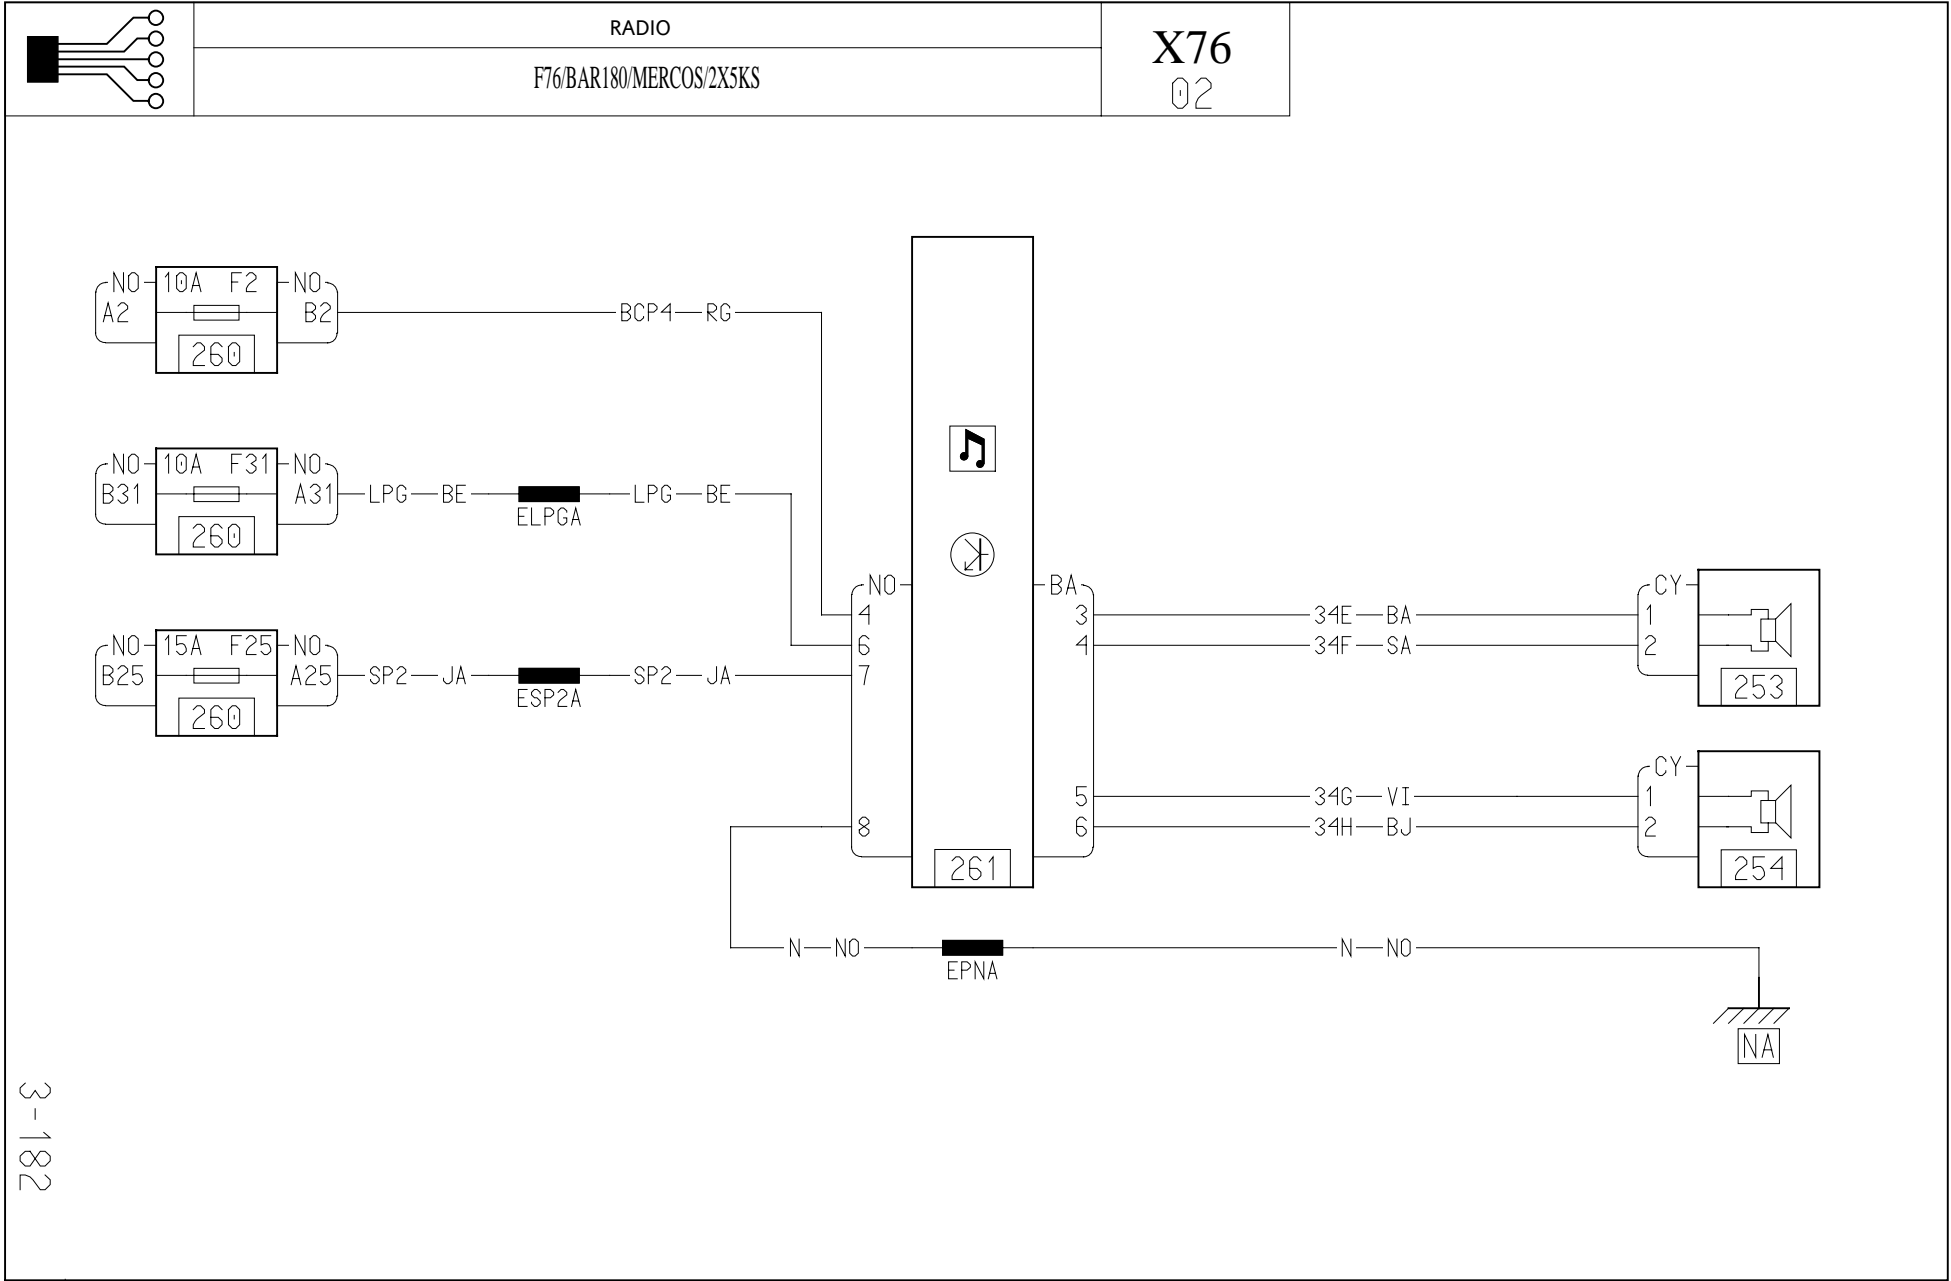 RADIO
F76/BAR180/MERCOS/2X5KS
X76
02
NO 10A F2 NO
A2 B2 BCP4 RG
260
NO 10A F31 NO
B31 A31 LPG BE LPG BE
ELPGA
260
NO BA CY
4 3 34E BA 1
NO 15A F25 NO 6 4 34F SA 2
B25 A25 SP2 JA SP2 JA 7
ESP2A
253
260
CY
5 34G VI 1
8 6 34H BJ 2
261 254
N NO N NO
EPNA
NA
3-182